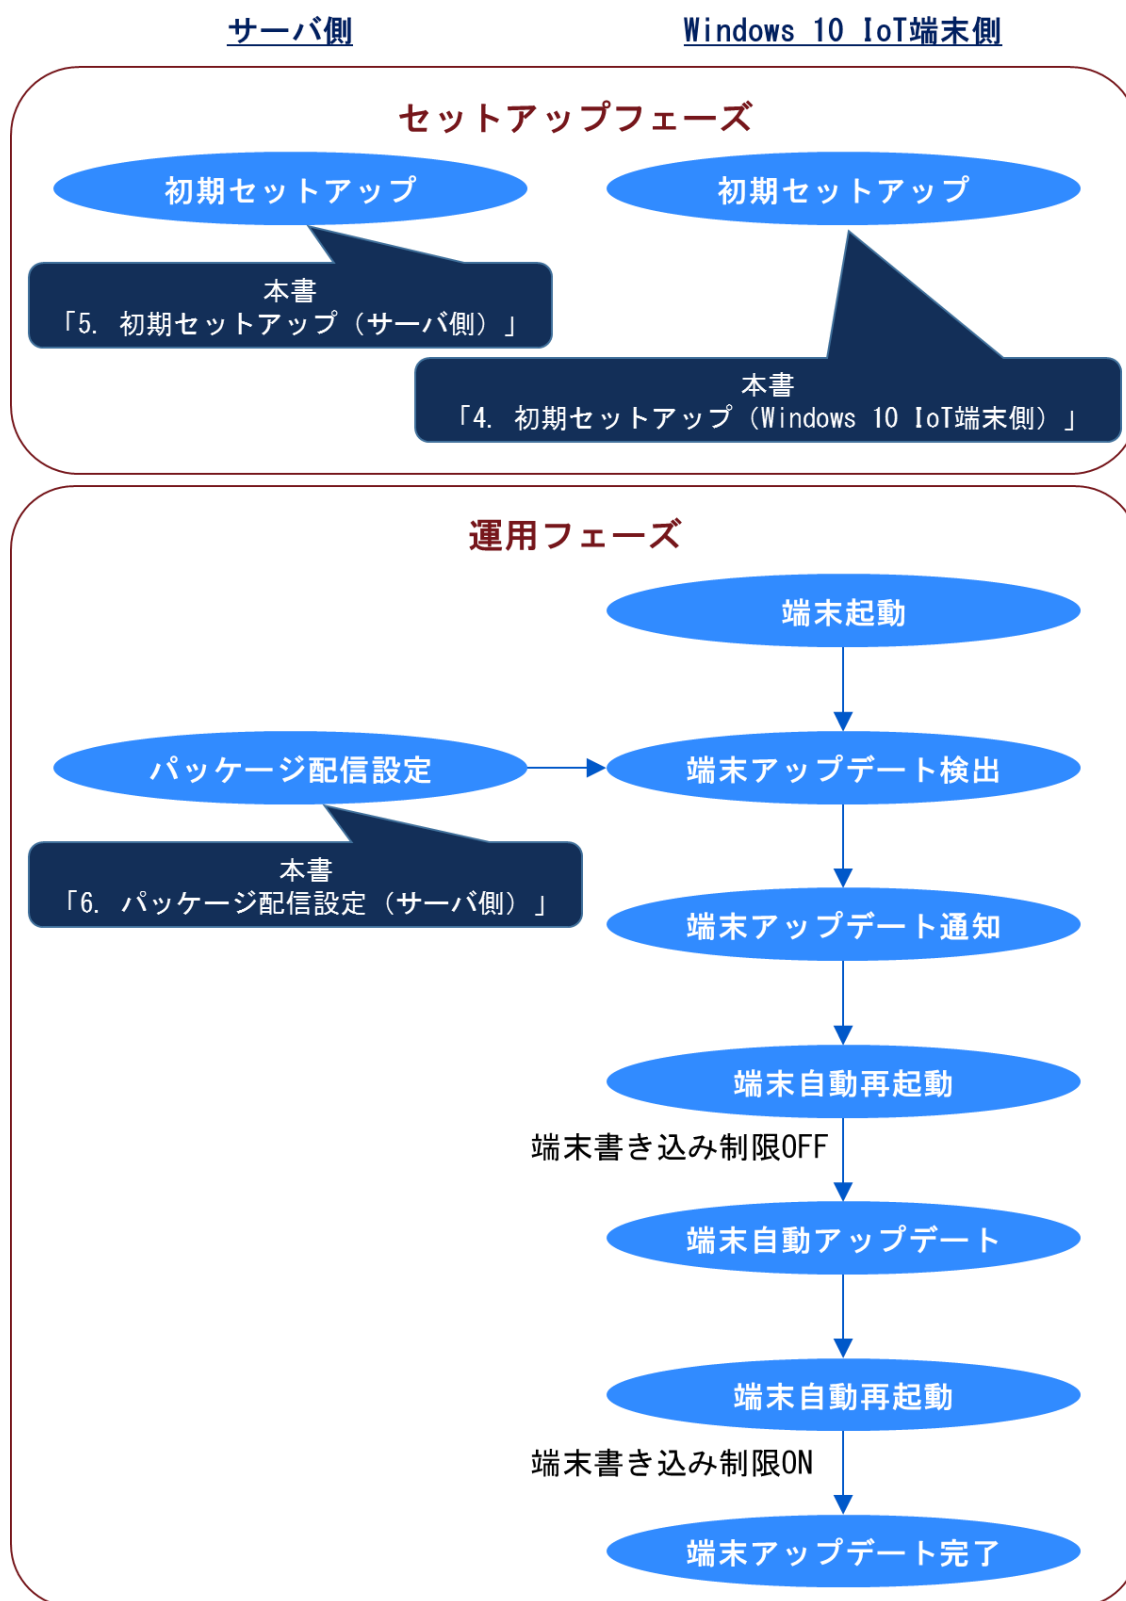 サーバ側
Windows 10 IoT端末側
セットアップフェーズ
初期セットアップ
初期セットアップ
本書
「5. 初期セットアップ（サーバ側）」
本書
「4. 初期セットアップ（Windows 10 IoT端末側）」
運用フェーズ
端末起動
パッケージ配信設定
端末アップデート検出
本書
「6. パッケージ配信設定（サーバ側）」
端末アップデート通知
端末自動再起動
端末書き込み制限OFF
端末自動アップデート
端末自動再起動
端末書き込み制限ON
端末アップデート完了